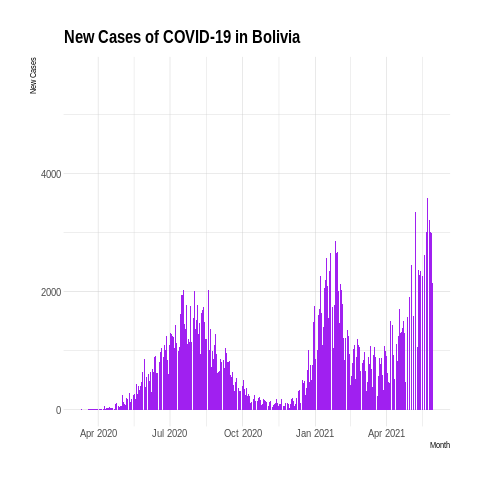 New Cases of COVID-19 in Bolivia
New Cases
4000
2000
0
Apr 2020 Jul 2020 Oct 2020 Jan 2021 Apr 2021
Month